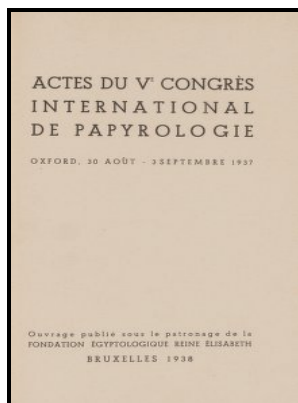 ACTES DU Vᵉ CONGRÈS
INTERNATIONAL
DE PAPYROLOGIE
OXFORD, 30 AOÛT - 3 SEPTEMBRE 1937
Ouvrage publié sous le patronage de la
FONDATION ÉGYPTOLOGIQUE REINE ÉLISABETH
BRUXELLES 1938